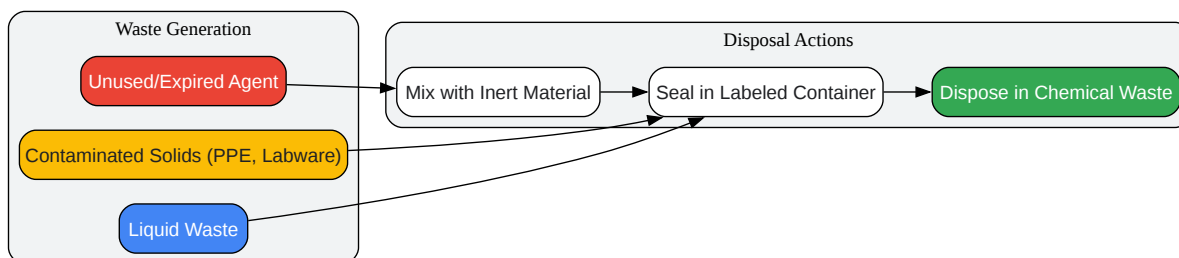 Waste Generation
Disposal Actions
Unused/Expired Agent
Mix with Inert Material
Seal in Labeled Container
Dispose in Chemical Waste
Contaminated Solids (PPE, Labware)
Liquid Waste